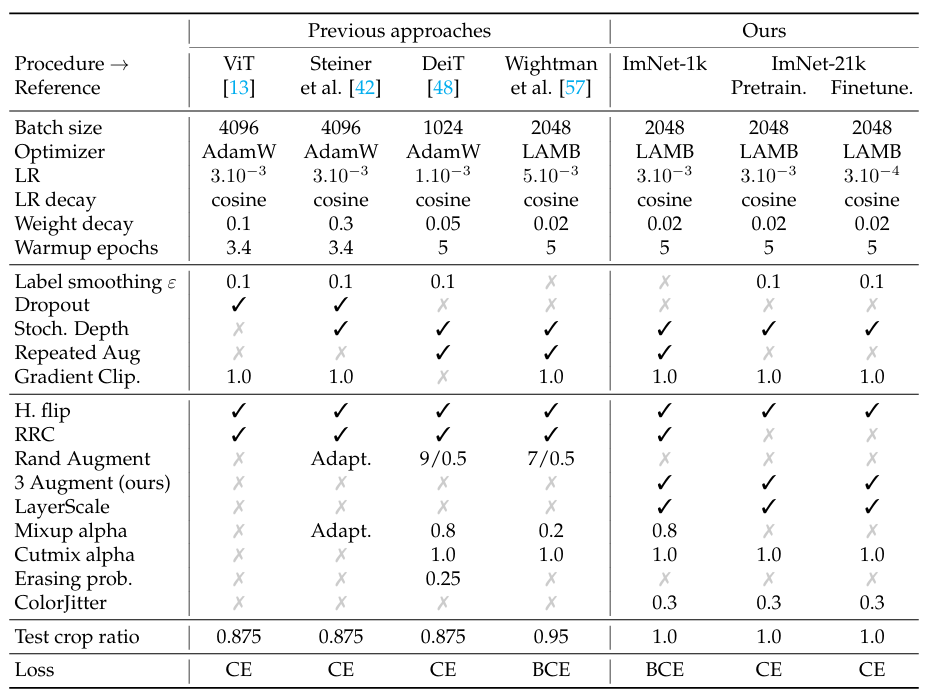 Previous approaches Ours
Procedure → ViT Steiner DeiT Wightman ImNet-1k ImNet-21k
Reference [13] et al. [42] [48] et al. [57] Pretrain. Finetune.
Batch size 4096 4096 1024 2048 2048 2048 2048
Optimizer AdamW AdamW AdamW LAMB LAMB LAMB LAMB
LR 3.10⁻³ 3.10⁻³ 1.10⁻³ 5.10⁻³ 3.10⁻³ 3.10⁻³ 3.10⁻⁴
LR decay cosine cosine cosine cosine cosine cosine cosine
Weight decay 0.1 0.3 0.05 0.02 0.02 0.02 0.02
Warmup epochs 3.4 3.4 5 5 5 5 5
Label smoothing ε 0.1 0.1 0.1 ✗ ✗ 0.1 0.1
Dropout ✓ ✓ ✗ ✗ ✗ ✗ ✗
Stoch. Depth ✗ ✓ ✓ ✓ ✓ ✓ ✓
Repeated Aug ✗ ✗ ✓ ✓ ✓ ✗ ✗
Gradient Clip. 1.0 1.0 ✗ 1.0 1.0 1.0 1.0
H. flip ✓ ✓ ✓ ✓ ✓ ✓ ✓
RRC ✓ ✓ ✓ ✓ ✓ ✗ ✗
Rand Augment ✗ Adapt. 9/0.5 7/0.5 ✗ ✗ ✗
3 Augment (ours) ✗ ✗ ✗ ✗ ✓ ✓ ✓
LayerScale ✗ ✗ ✗ ✗ ✓ ✓ ✓
Mixup alpha ✗ Adapt. 0.8 0.2 0.8 ✗ ✗
Cutmix alpha ✗ ✗ 1.0 1.0 1.0 1.0 1.0
Erasing prob. ✗ ✗ 0.25 ✗ ✗ ✗ ✗
ColorJitter ✗ ✗ ✗ ✗ 0.3 0.3 0.3
Test crop ratio 0.875 0.875 0.875 0.95 1.0 1.0 1.0
Loss CE CE CE BCE BCE CE CE